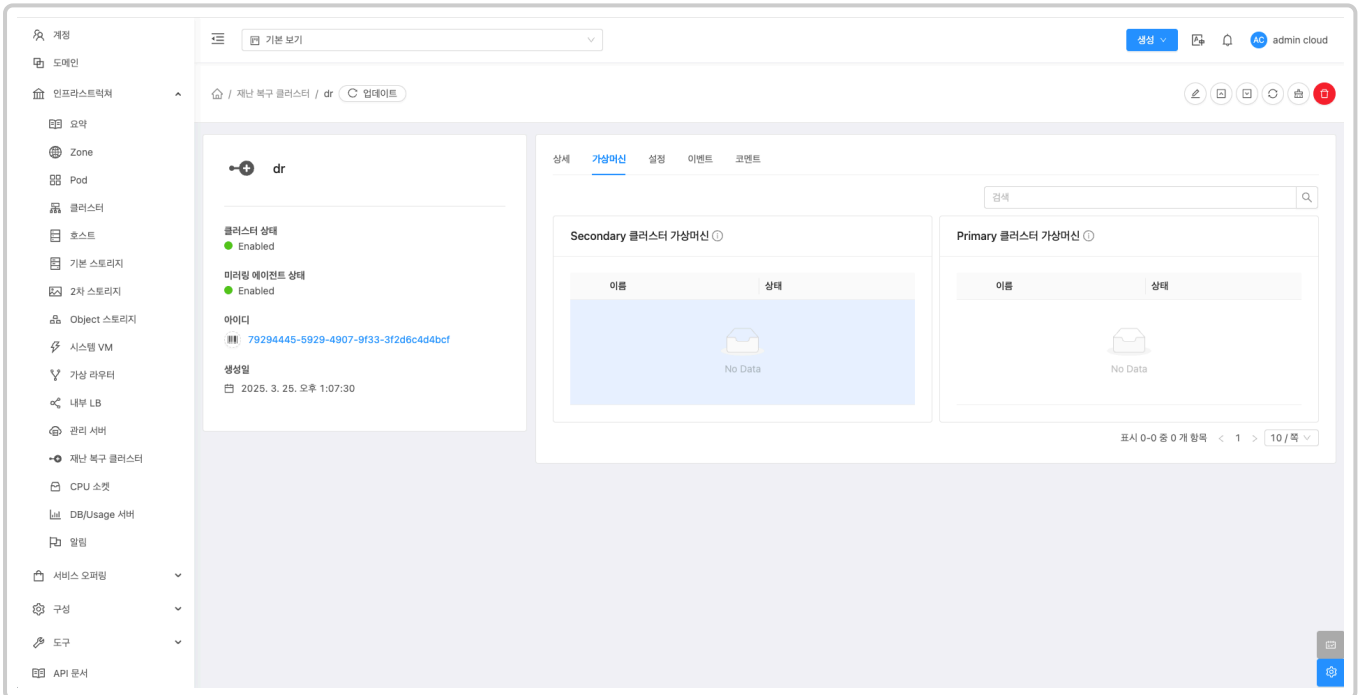 계정
도메인
인프라스트럭쳐
요약
Zone
Pod
클러스터
호스트
기본 스토리지
2차 스토리지
Object 스토리지
시스템 VM
가상 라우터
내부 LB
관리 서버
재난 복구 클러스터
CPU 소켓
DB/Usage 서버
알림
서비스 오퍼링
구성
도구
API 문서
기본 보기
생성
AC admin cloud
/ 재난 복구 클러스터 / dr 업데이트
dr
클러스터 상태
Enabled
미러링 에이전트 상태
Enabled
아이디
79294445-5929-4907-9f33-3f2d6c4d4bcf
생성일
2025. 3. 25. 오후 1:07:30
상세 가상머신 설정 이벤트 코멘트
검색
Secondary 클러스터 가상머신
이름 상태
No Data
Primary 클러스터 가상머신
이름 상태
No Data
표시 0-0 중 0 개 항목 < 1 > 10 / 쪽